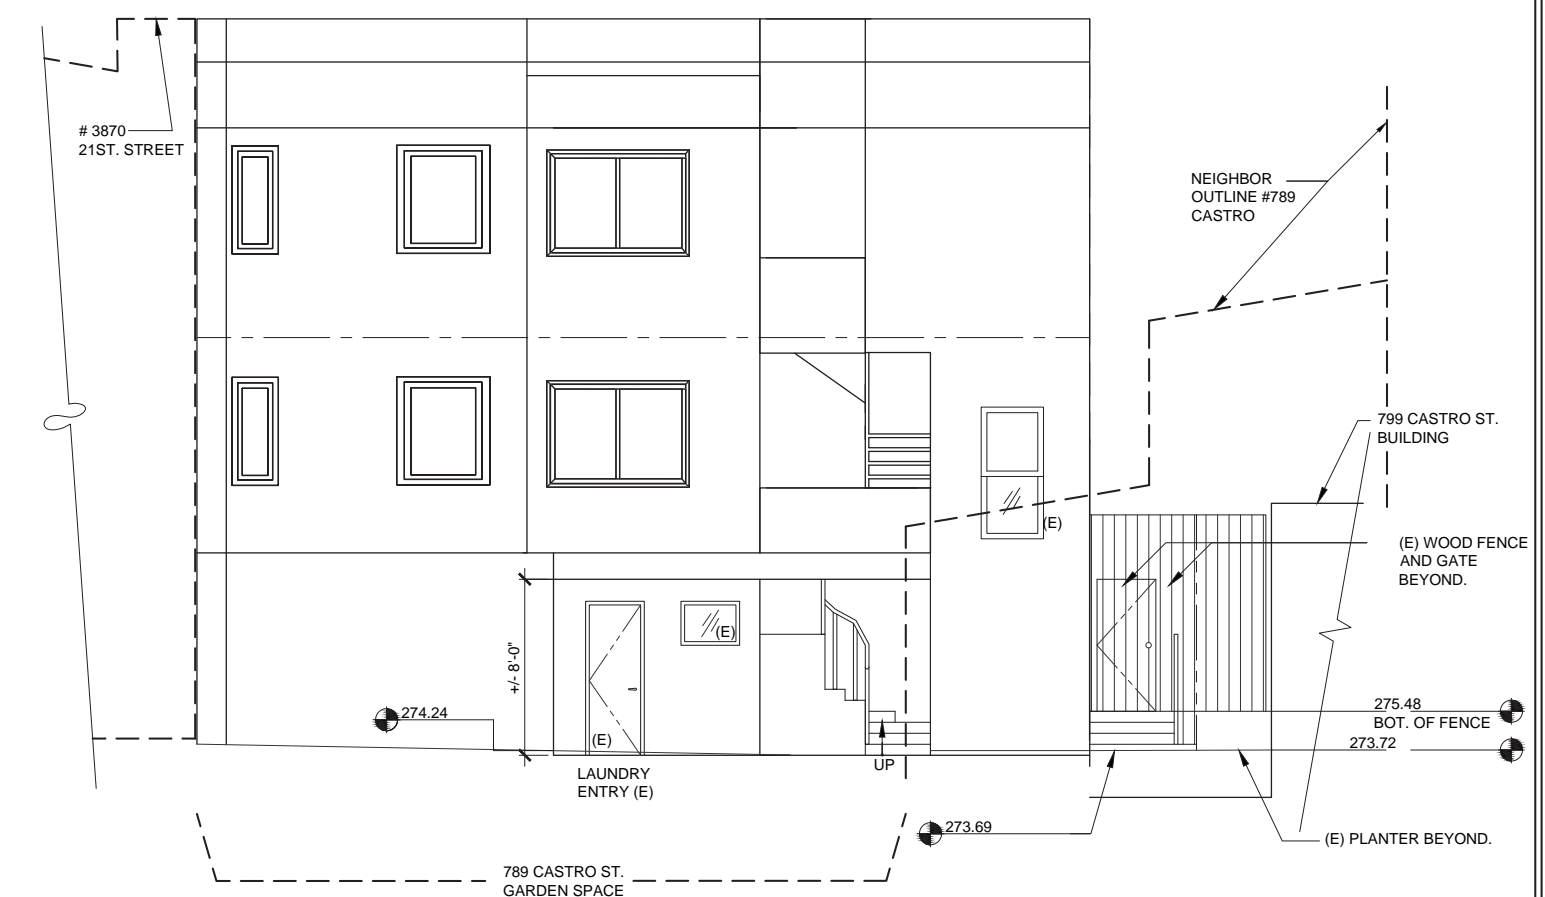 # 3870
21ST. STREET
NEIGHBOR
OUTLINE #789
CASTRO
799 CASTRO ST.
BUILDING
(E)
(E) WOOD FENCE
AND GATE
BEYOND.
+/- 8'-0"
(E)
274.24
275.48
BOT. OF FENCE
273.72
(E)
UP
LAUNDRY
ENTRY (E)
273.69
(E) PLANTER BEYOND.
789 CASTRO ST.
GARDEN SPACE